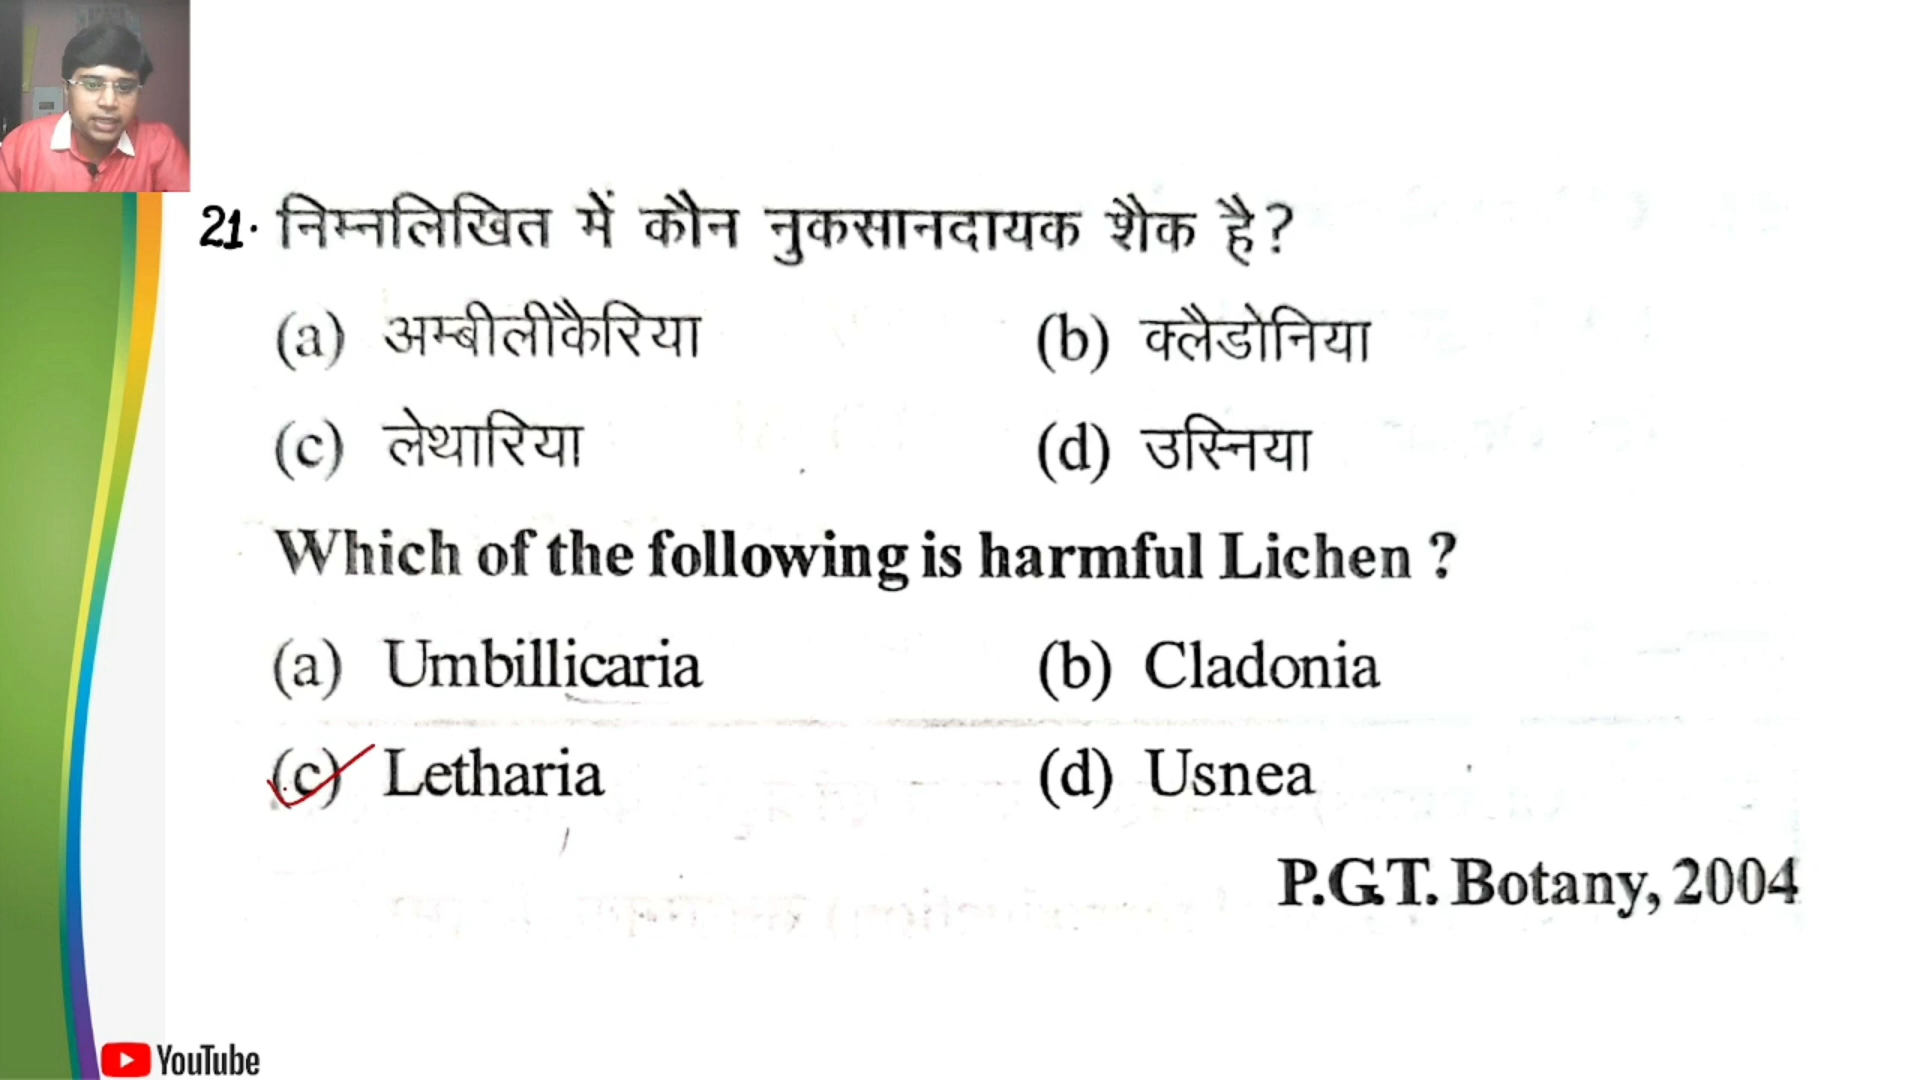 21. निम्नलिखित में कौन नुकसानदायक शैक है?
(a) अम्बीलीकैरिया (b) क्लैडोनिया
(c) लेथारिया (d) उस्निया
Which of the following is harmful Lichen ?
(a) Umbillicaria (b) Cladonia
(c) Letharia (d) Usnea
P.G.T. Botany, 2004
YouTube